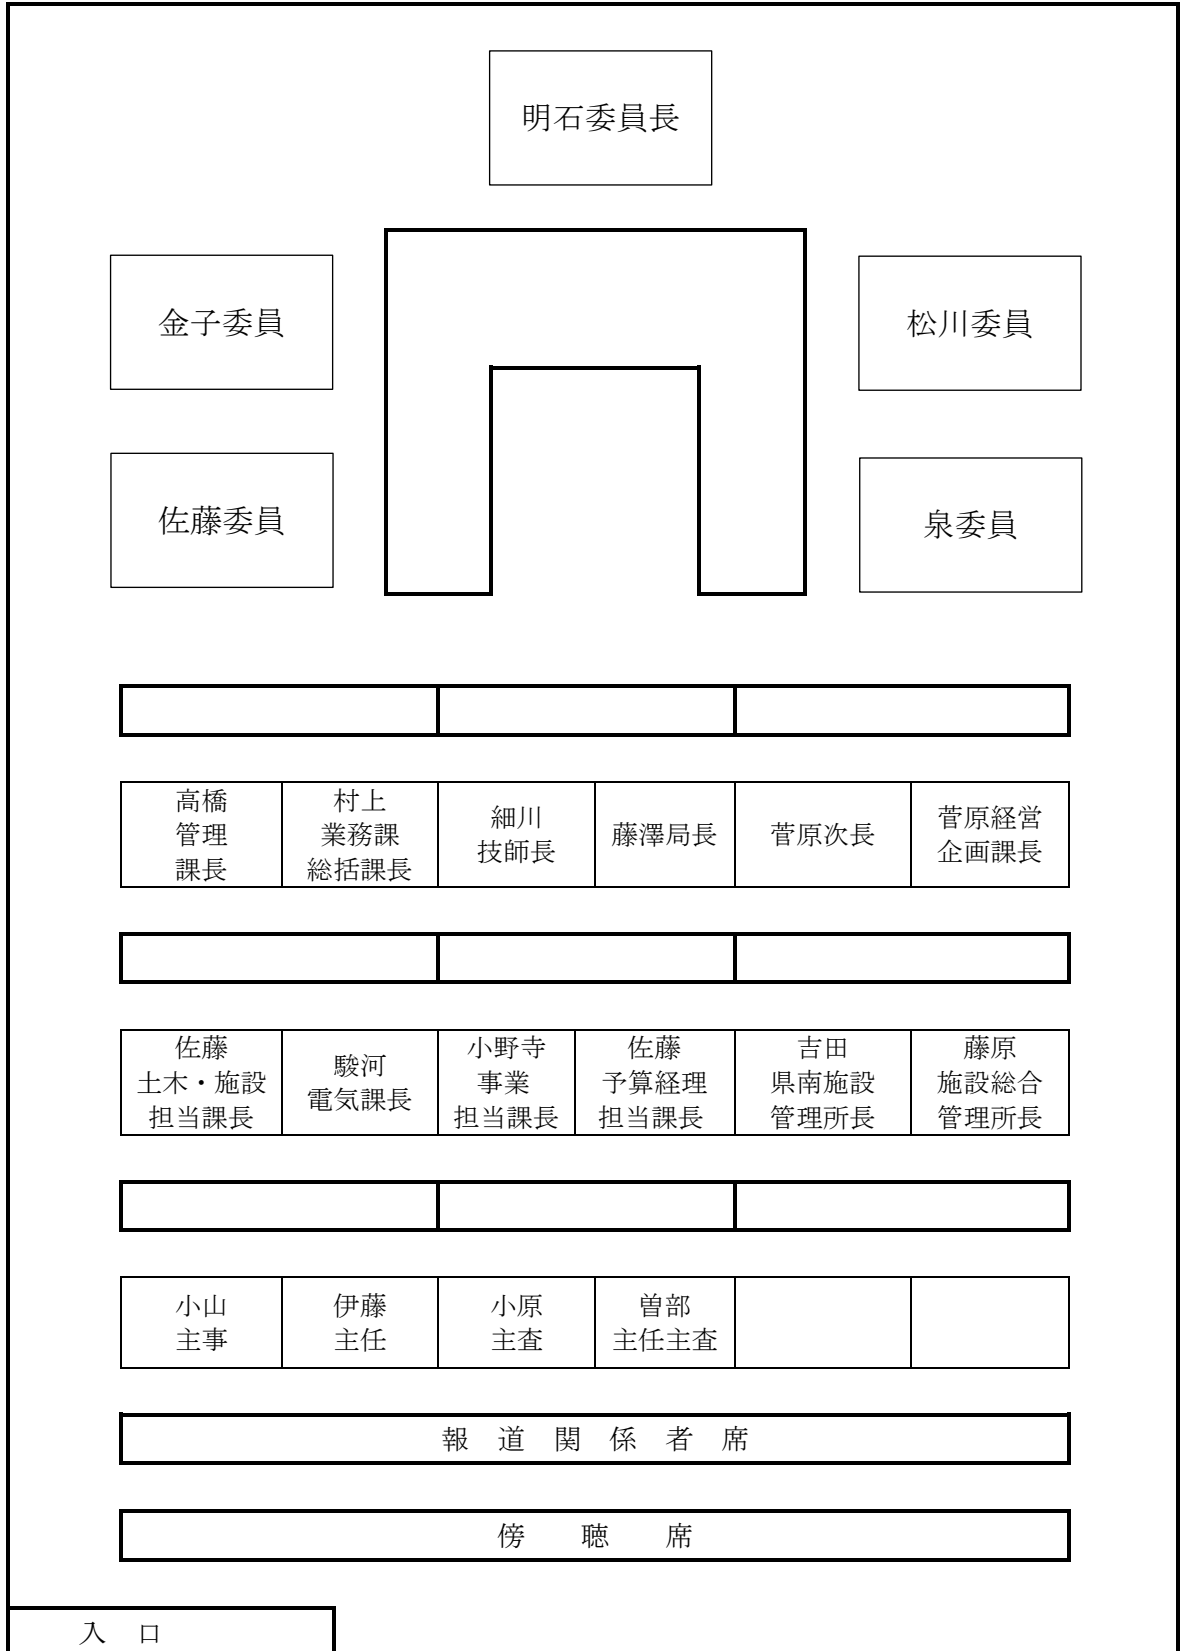 明石委員長
金子委員
松川委員
佐藤委員
泉委員
高橋
管理
課長
村上
業務課
総括課長
細川
技師長
藤澤局長
菅原次長
菅原経営
企画課長
佐藤
土木・施設
担当課長
駿河
電気課長
小野寺
事業
担当課長
佐藤
予算経理
担当課長
吉田
県南施設
管理所長
藤原
施設総合
管理所長
小山
主事
伊藤
主任
小原
主査
曽部
主任主査
報道関係者席
傍聴席
入口